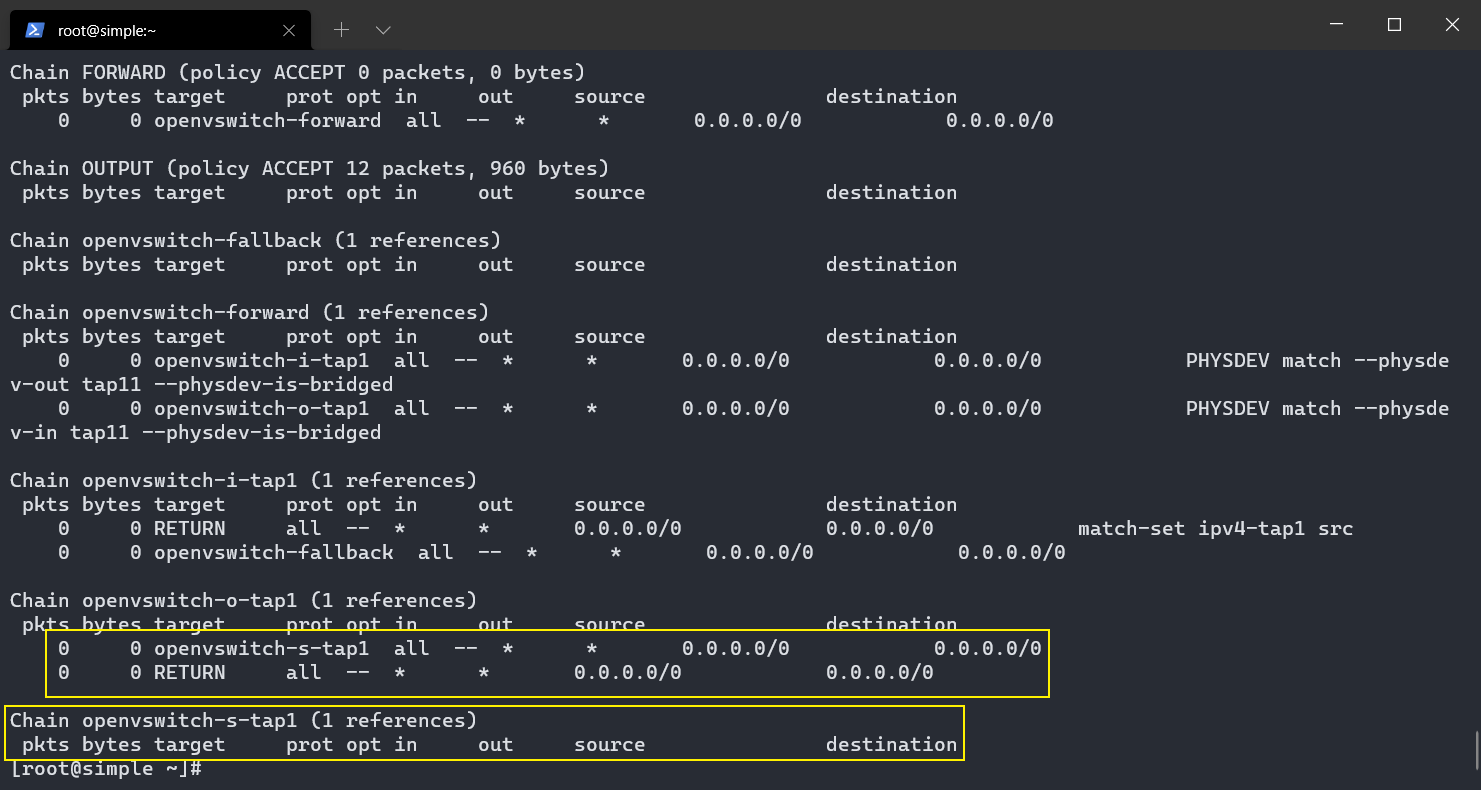 root@simple:~
Chain FORWARD (policy ACCEPT 0 packets, 0 bytes)
 pkts bytes target     prot opt in     out     source               destination
    0     0 openvswitch-forward  all  --  *      *       0.0.0.0/0            0.0.0.0/0

Chain OUTPUT (policy ACCEPT 12 packets, 960 bytes)
 pkts bytes target     prot opt in     out     source               destination

Chain openvswitch-fallback (1 references)
 pkts bytes target     prot opt in     out     source               destination

Chain openvswitch-forward (1 references)
 pkts bytes target     prot opt in     out     source               destination
    0     0 openvswitch-i-tap1  all  --  *      *       0.0.0.0/0            0.0.0.0/0            PHYSDEV match --physde
v-out tap11 --physdev-is-bridged
    0     0 openvswitch-o-tap1  all  --  *      *       0.0.0.0/0            0.0.0.0/0            PHYSDEV match --physde
v-in tap11 --physdev-is-bridged

Chain openvswitch-i-tap1 (1 references)
 pkts bytes target     prot opt in     out     source               destination
    0     0 RETURN     all  --  *      *       0.0.0.0/0            0.0.0.0/0            match-set ipv4-tap1 src
    0     0 openvswitch-fallback  all  --  *      *       0.0.0.0/0            0.0.0.0/0

Chain openvswitch-o-tap1 (1 references)
 pkts bytes target     prot opt in     out     source               destination
    0     0 openvswitch-s-tap1  all  --  *      *       0.0.0.0/0            0.0.0.0/0
    0     0 RETURN     all  --  *      *       0.0.0.0/0            0.0.0.0/0

Chain openvswitch-s-tap1 (1 references)
 pkts bytes target     prot opt in     out     source               destination
[root@simple ~]#